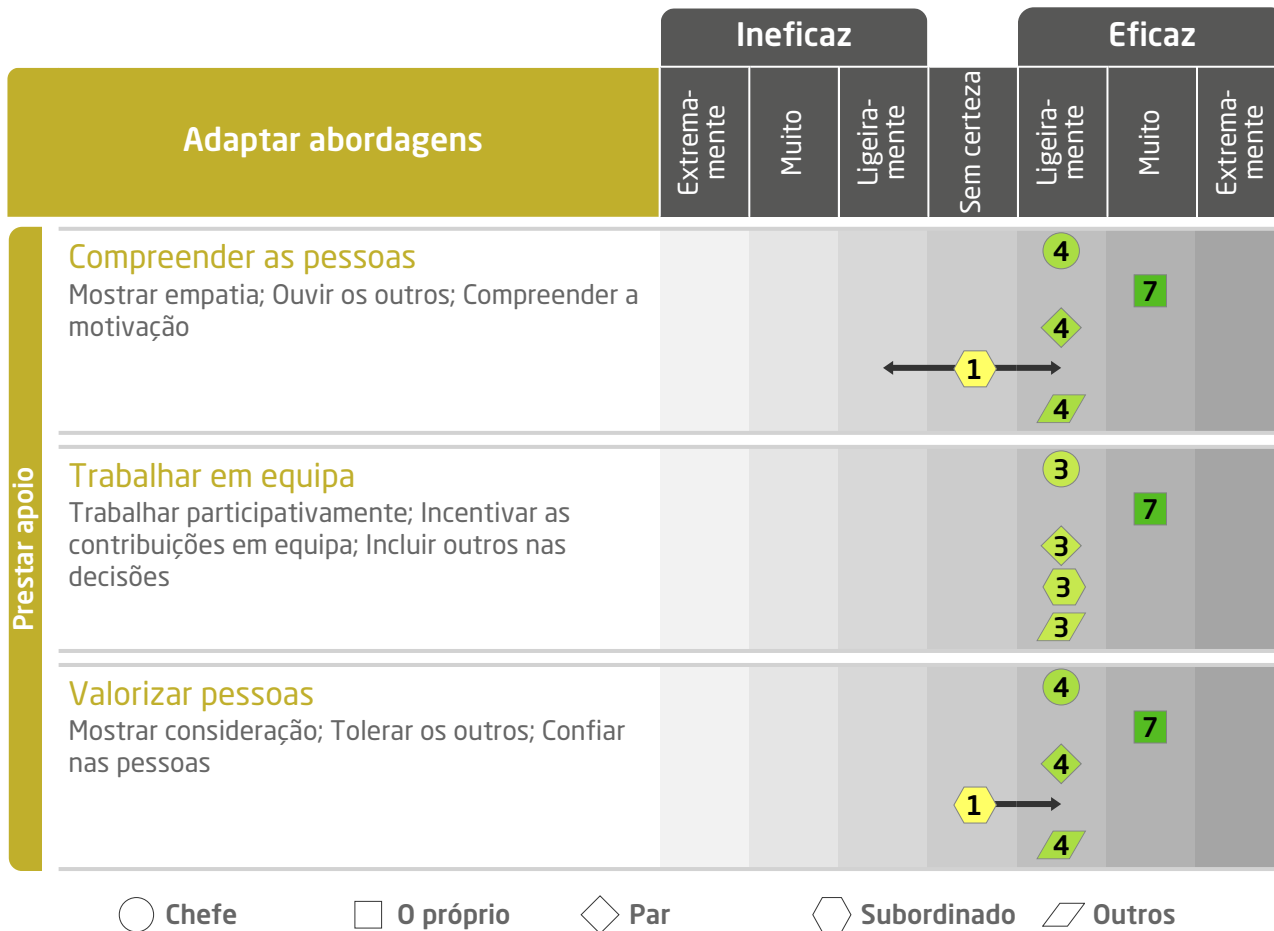 Ineficaz
Eficaz
Adaptar abordagens
Extrema-
mente
Muito
Ligeira-
mente
Sem certeza
Ligeira-
mente
Muito
Extrema-
mente
Prestar apoio
Compreender as pessoas
Mostrar empatia; Ouvir os outros; Compreender a
motivação
4
7
4
1
4
Trabalhar em equipa
Trabalhar participativamente; Incentivar as
contribuições em equipa; Incluir outros nas
decisões
3
7
3
3
3
Valorizar pessoas
Mostrar consideração; Tolerar os outros; Confiar
nas pessoas
4
7
4
1
4
Chefe
O próprio
Par
Subordinado
Outros